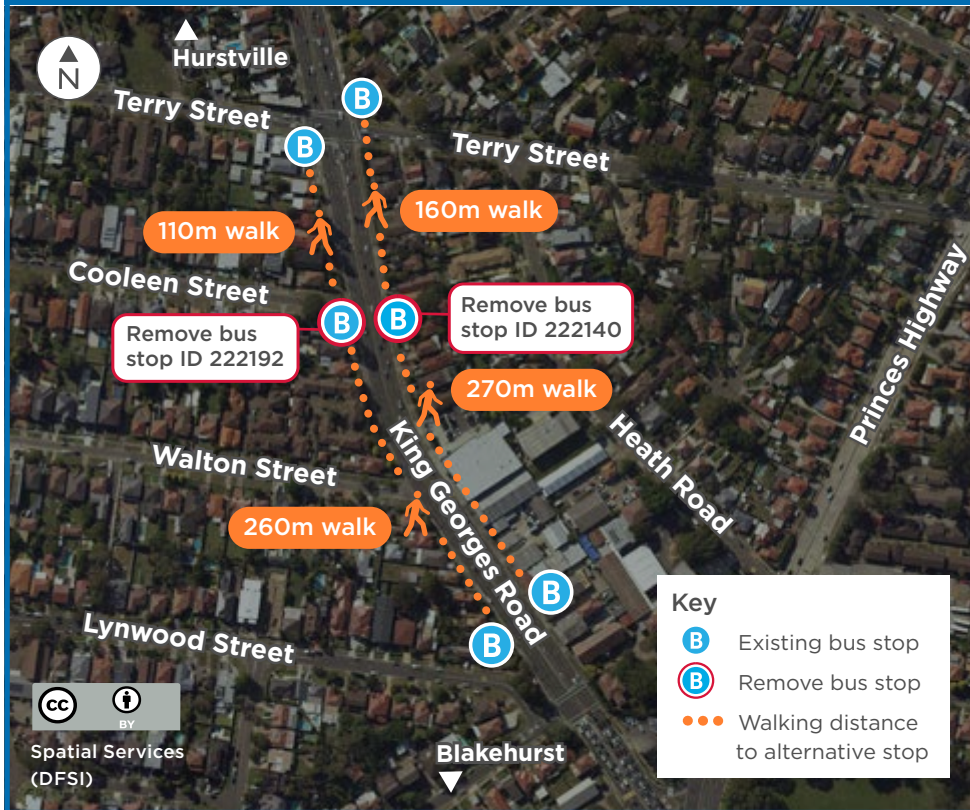 Hurstville
N
Terry Street
B
B
Terry Street
110m walk
160m walk
Cooleen Street
B
B
Remove bus
stop ID 222192
Remove bus
stop ID 222140
270m walk
Princes Highway
Walton Street
King Georges Road
Heath Road
260m walk
B
B
Lynwood Street
Key
B Existing bus stop
B Remove bus stop
Walking distance
to alternative stop
cc
BY
Spatial Services
(DFSI)
Blakehurst